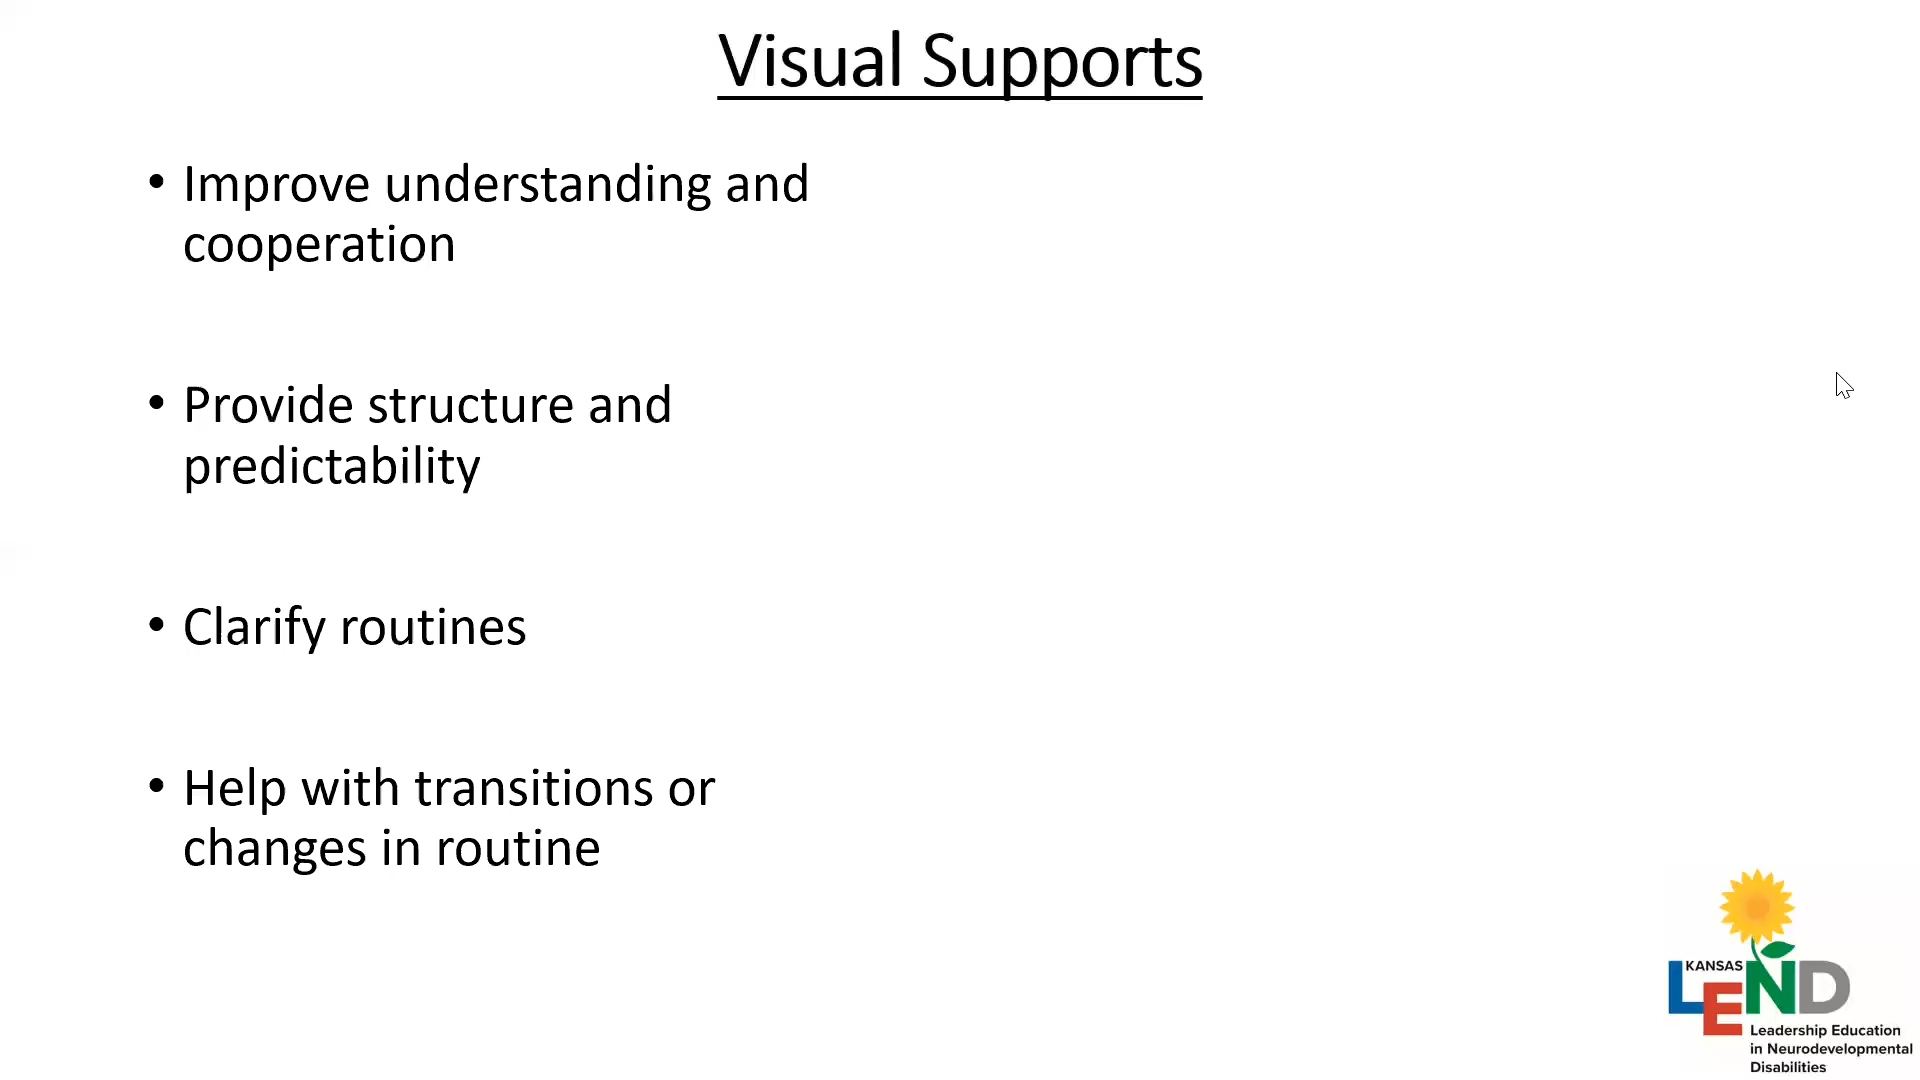 Visual Supports
• Improve understanding and
cooperation
• Provide structure and
predictability
• Clarify routines
• Help with transitions or
changes in routine
KANSAS
LEND
Leadership Education
in Neurodevelopmental
Disabilities